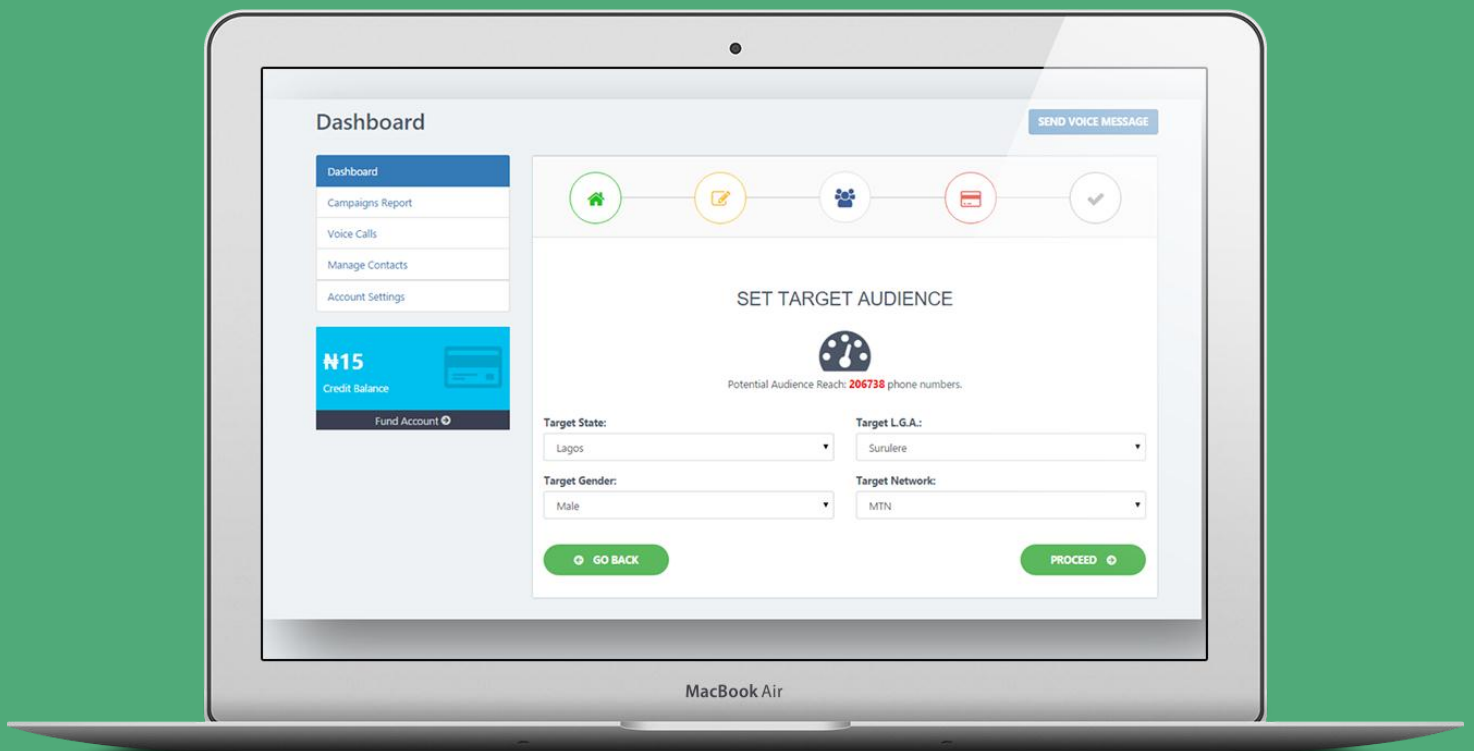 Dashboard
SEND VOICE MESSAGE
Dashboard
Campaigns Report
Voice Calls
Manage Contacts
Account Settings
₦15
Credit Balance
Fund Account
SET TARGET AUDIENCE
Potential Audience Reach: 206738 phone numbers.
Target State:
Lagos
Target L.G.A.:
Surulere
Target Gender:
Male
Target Network:
MTN
GO BACK
PROCEED
MacBook Air